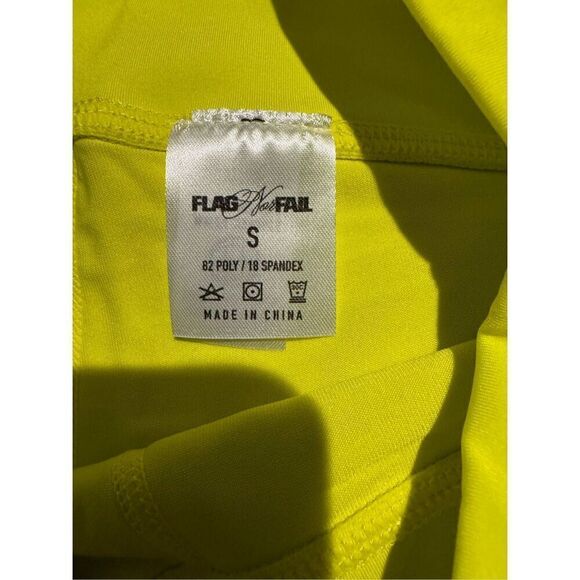 FLAG Nor FAIL
S
82 POLY / 18 SPANDEX
MADE IN CHINA